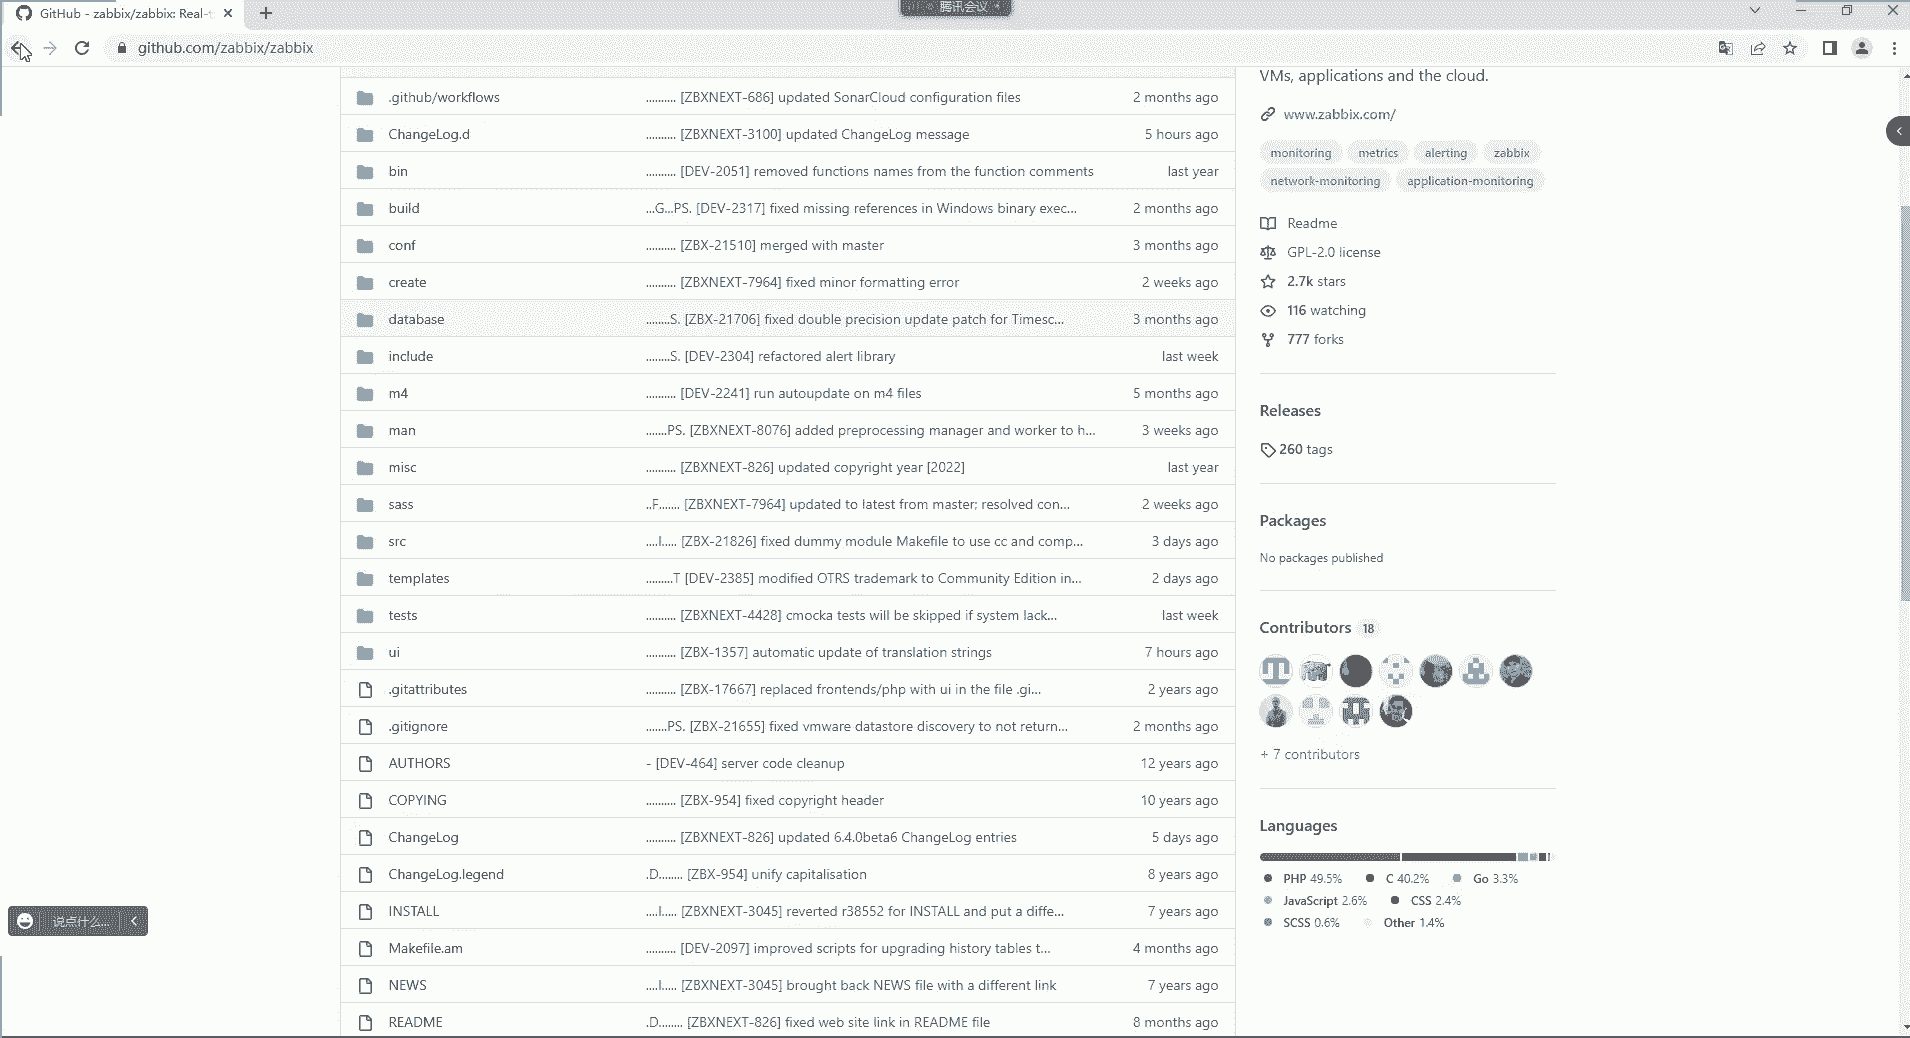 GitHub - zabbix/zabbix: Real-t
腾讯会议
github.com/zabbix/zabbix
.github/workflows .......... [ZBXNEXT-686] updated SonarCloud configuration files 2 months ago
ChangeLog.d .......... [ZBXNEXT-3100] updated ChangeLog message 5 hours ago
bin .......... [DEV-2051] removed functions names from the function comments last year
build ...G...PS. [DEV-2317] fixed missing references in Windows binary exec... 2 months ago
conf .......... [ZBX-21510] merged with master 3 months ago
create .......... [ZBXNEXT-7964] fixed minor formatting error 2 weeks ago
database ........S. [ZBX-21706] fixed double precision update patch for Timesc... 3 months ago
include ........S. [DEV-2304] refactored alert library last week
m4 .......... [DEV-2241] run autoupdate on m4 files 5 months ago
man .......PS. [ZBXNEXT-8076] added preprocessing manager and worker to h... 3 weeks ago
misc .......... [ZBXNEXT-826] updated copyright year [2022] last year
sass ..F....... [ZBXNEXT-7964] updated to latest from master; resolved con... 2 weeks ago
src ....I..... [ZBX-21826] fixed dummy module Makefile to use cc and comp... 3 days ago
templates .........T [DEV-2385] modified OTRS trademark to Community Edition in... 2 days ago
tests .......... [ZBXNEXT-4428] cmocka tests will be skipped if system lack... last week
ui .......... [ZBX-1357] automatic update of translation strings 7 hours ago
.gitattributes .......... [ZBX-17667] replaced frontends/php with ui in the file .gi... 2 years ago
.gitignore .......PS. [ZBX-21655] fixed vmware datastore discovery to not return... 2 months ago
AUTHORS - [DEV-464] server code cleanup 12 years ago
COPYING .......... [ZBX-954] fixed copyright header 10 years ago
ChangeLog .......... [ZBXNEXT-826] updated 6.4.0beta6 ChangeLog entries 5 days ago
ChangeLog.legend .D........ [ZBX-954] unify capitalisation 8 years ago
INSTALL ....I..... [ZBXNEXT-3045] reverted r38552 for INSTALL and put a diffe... 7 years ago
Makefile.am .......... [DEV-2097] improved scripts for upgrading history tables t... 4 months ago
NEWS ....I..... [ZBXNEXT-3045] brought back NEWS file with a different link 7 years ago
README .D........ [ZBXNEXT-826] fixed web site link in README file 8 months ago
VMs, applications and the cloud.
www.zabbix.com/
monitoring metrics alerting zabbix
network-monitoring application-monitoring
Readme
GPL-2.0 license
2.7k stars
116 watching
777 forks
Releases
260 tags
Packages
No packages published
Contributors 18
+ 7 contributors
Languages
PHP 49.5% C 40.2% Go 3.3%
JavaScript 2.6% CSS 2.4%
SCSS 0.6% Other 1.4%
说点什么...